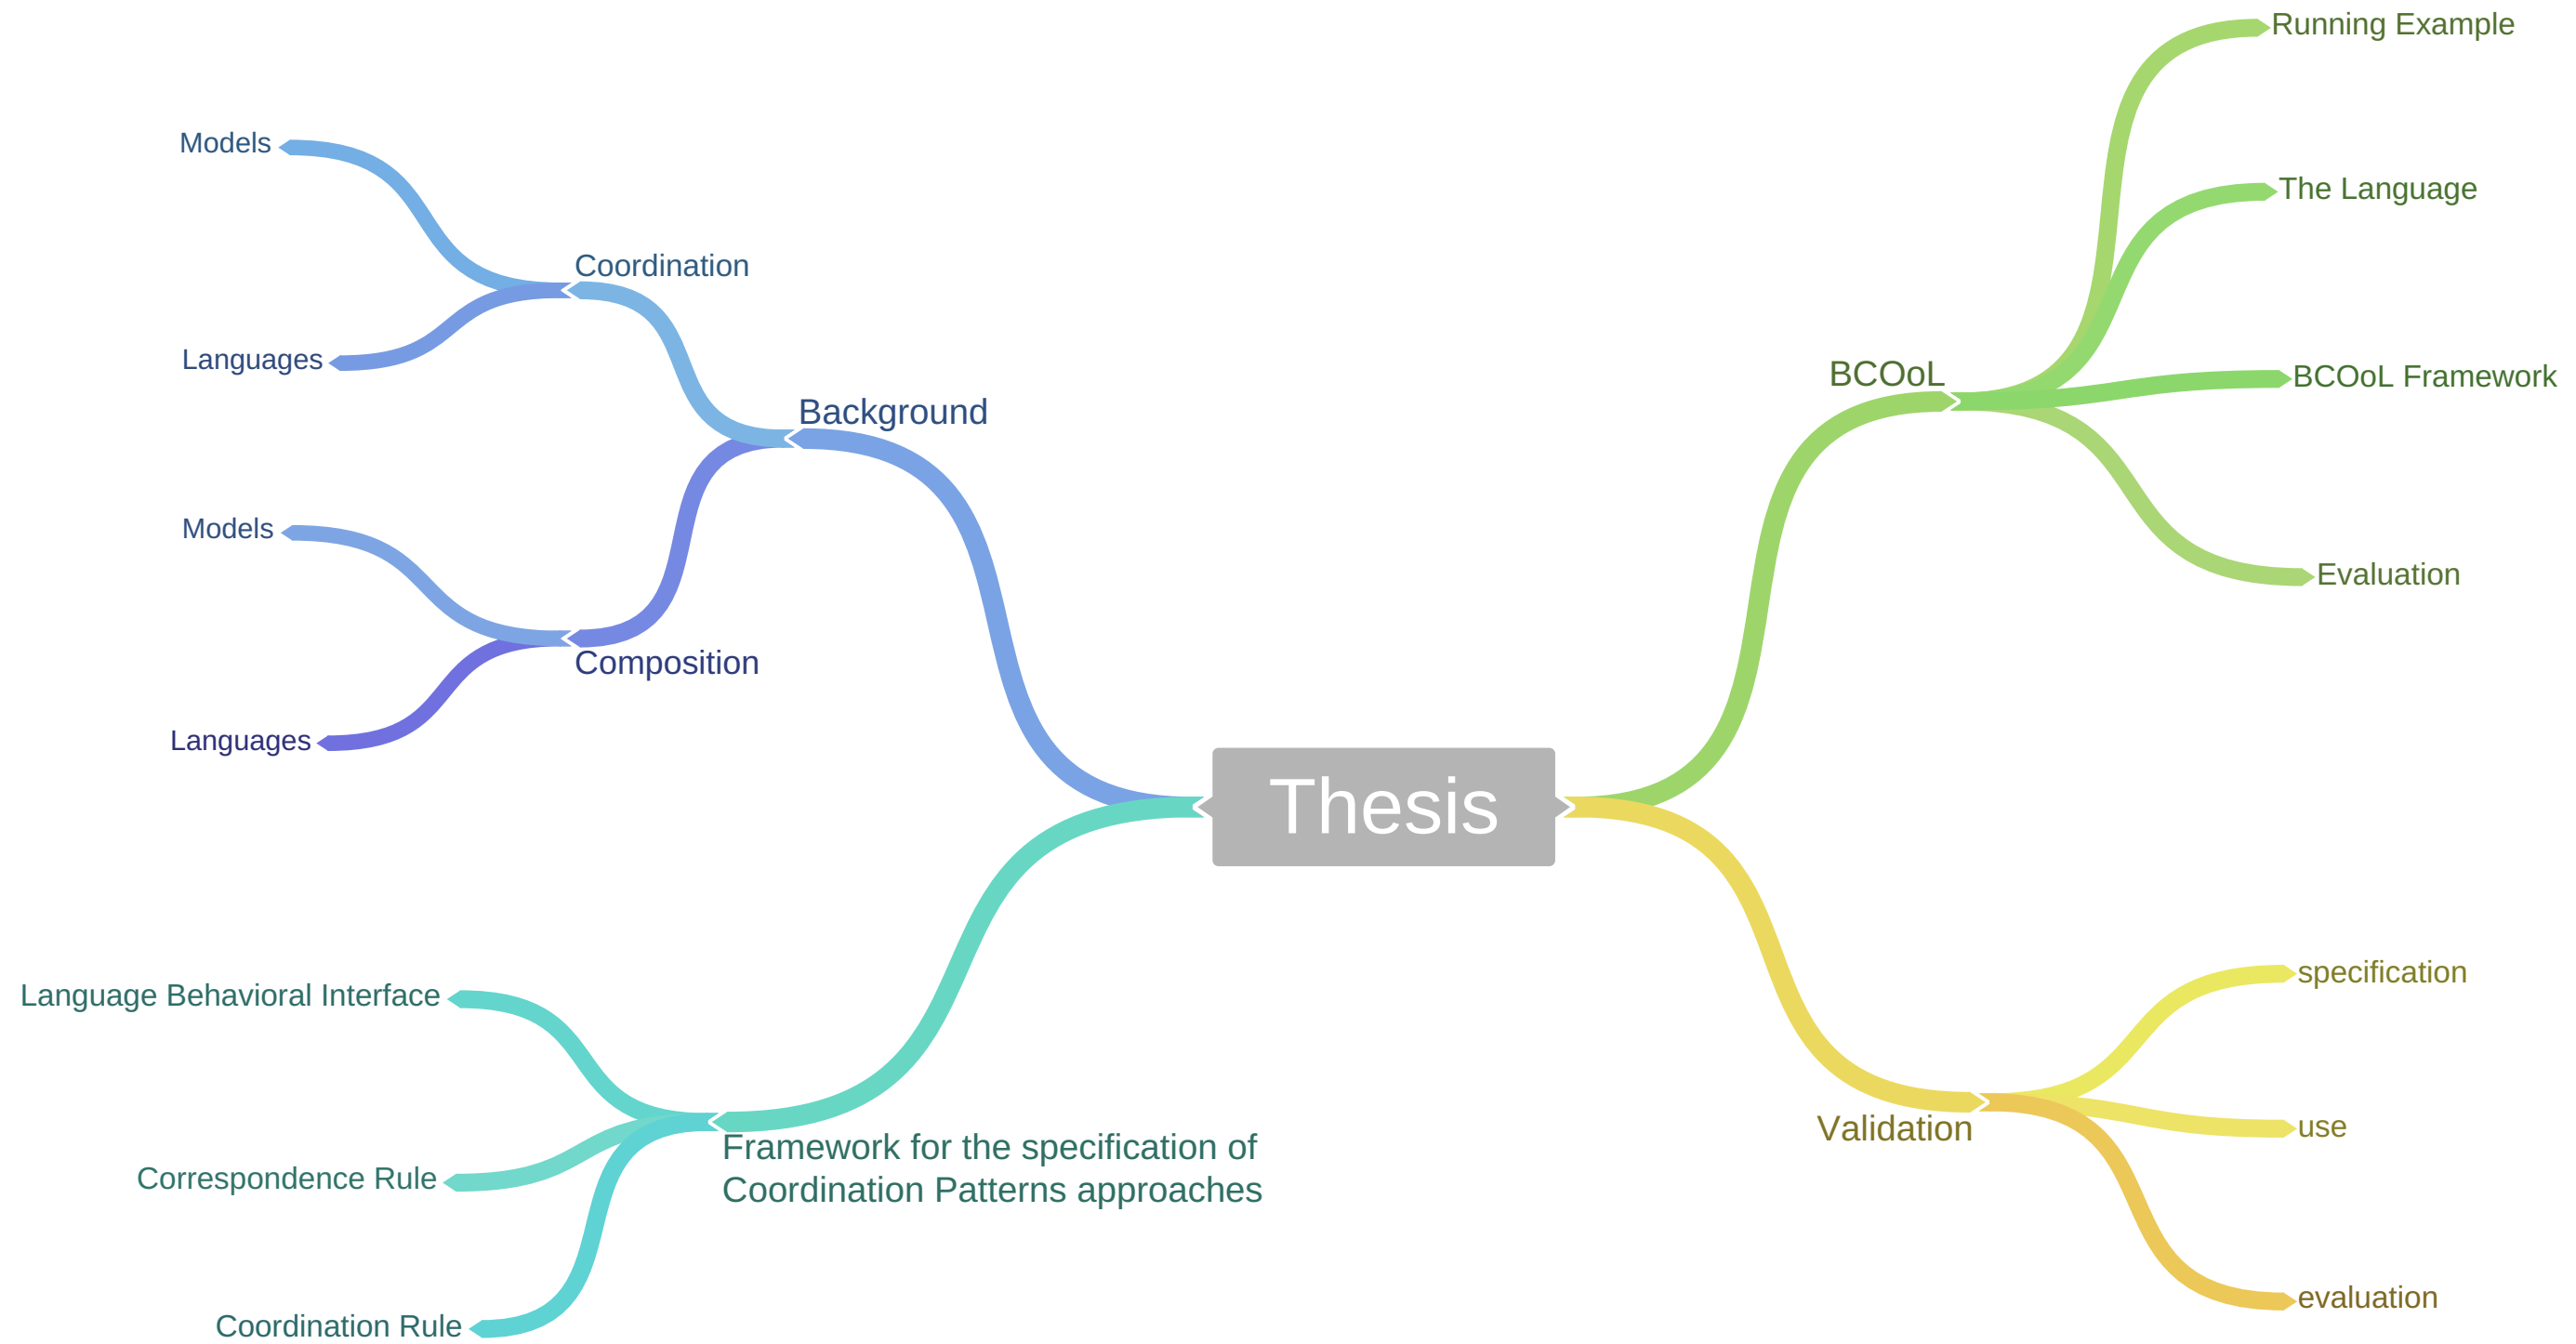 Thesis
Background
Coordination
Models
Languages
Composition
Models
Languages
Framework for the specification of
Coordination Patterns approaches
Language Behavioral Interface
Correspondence Rule
Coordination Rule
BCOoL
Running Example
The Language
BCOoL Framework
Evaluation
Validation
specification
use
evaluation